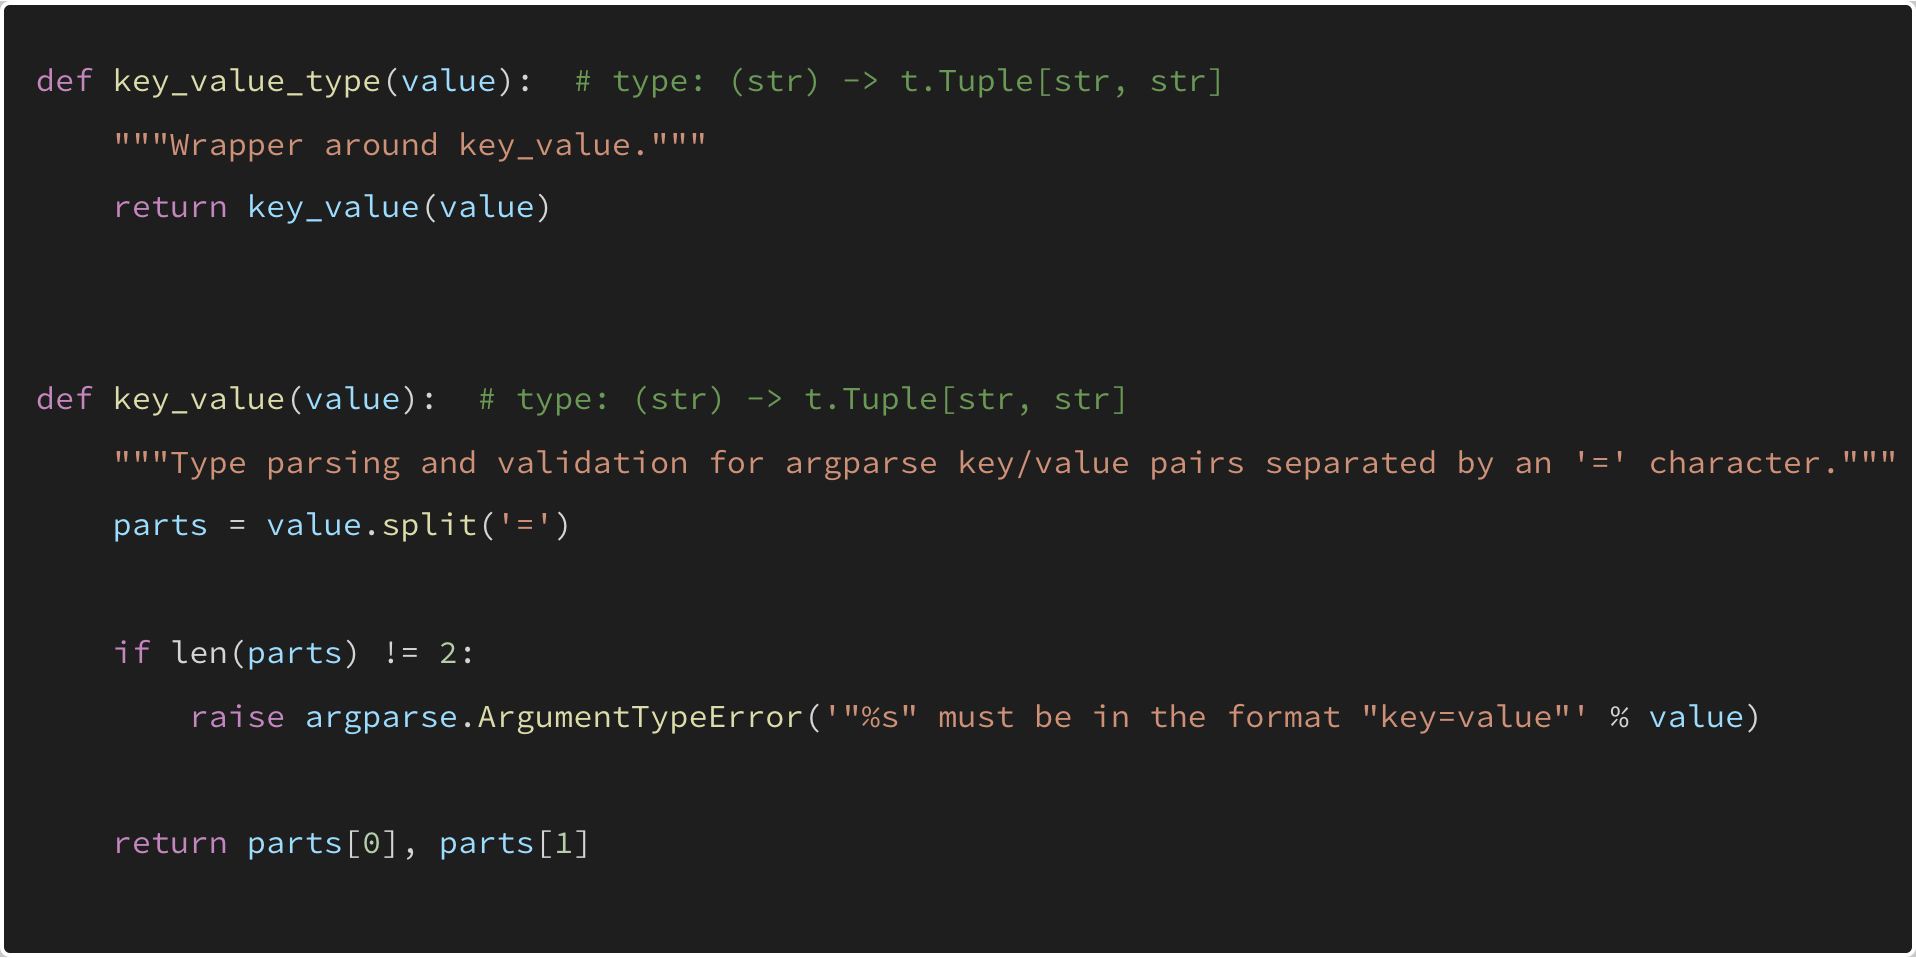 def key_value_type(value):  # type: (str) -> t.Tuple[str, str]
    """Wrapper around key_value."""
    return key_value(value)


def key_value(value):  # type: (str) -> t.Tuple[str, str]
    """Type parsing and validation for argparse key/value pairs separated by an '=' character."""
    parts = value.split('=')

    if len(parts) != 2:
        raise argparse.ArgumentTypeError('"%s" must be in the format "key=value"' % value)

    return parts[0], parts[1]